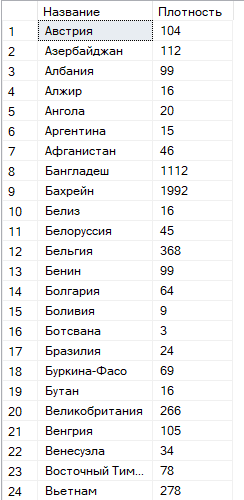 Название Плотность
1 Австрия 104
2 Азербайджан 112
3 Албания 99
4 Алжир 16
5 Ангола 20
6 Аргентина 15
7 Афганистан 46
8 Бангладеш 1112
9 Бахрейн 1992
10 Белиз 16
11 Белоруссия 45
12 Бельгия 368
13 Бенин 99
14 Болгария 64
15 Боливия 9
16 Ботсвана 3
17 Бразилия 24
18 Буркина-Фасо 69
19 Бутан 16
20 Великобритания 266
21 Венгрия 105
22 Венесуэла 34
23 Восточный Тим... 78
24 Вьетнам 278